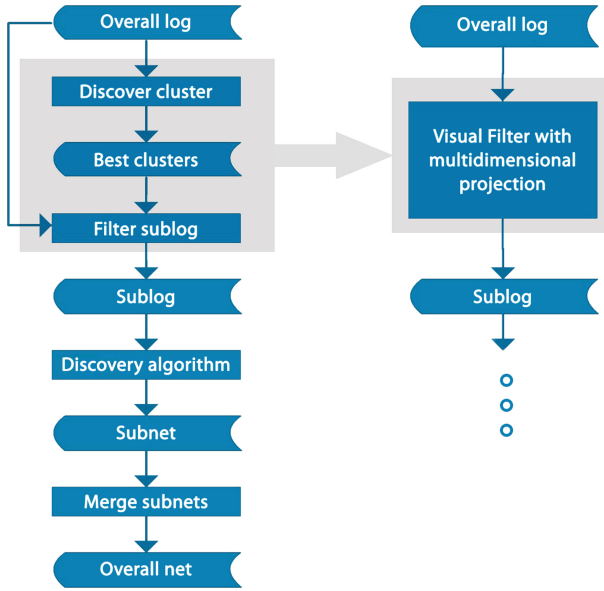 Overall log
Discover cluster
Best clusters
Filter sublog
Sublog
Discovery algorithm
Subnet
Merge subnets
Overall net
Overall log
Visual Filter with
multidimensional
projection
Sublog